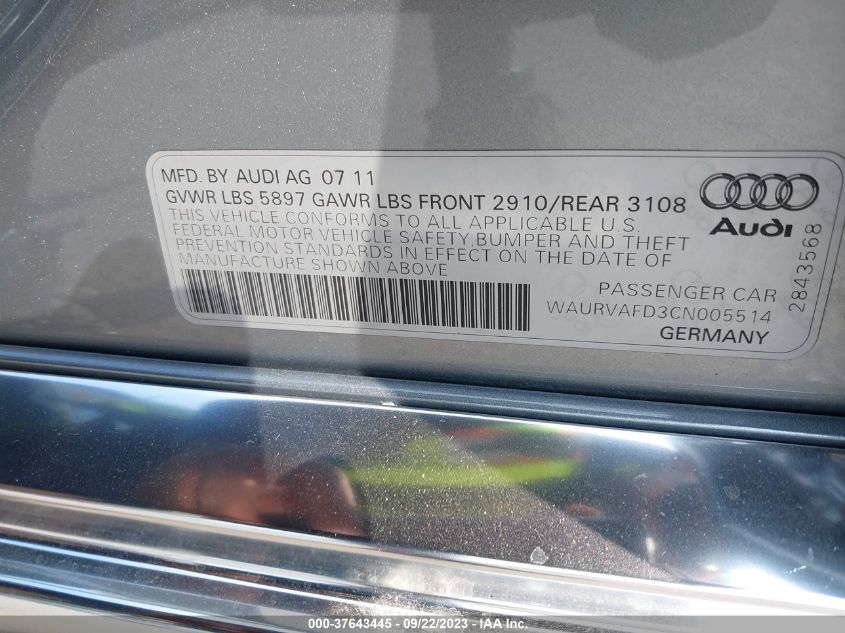 MFD. BY AUDI AG 07 11
GVWR LBS 5897 GAWR LBS FRONT 2910/REAR 3108
THIS VEHICLE CONFORMS TO ALL APPLICABLE U.S.
FEDERAL MOTOR VEHICLE SAFETY, BUMPER AND THEFT
PREVENTION STANDARDS IN EFFECT ON THE DATE OF
MANUFACTURE SHOWN ABOVE
Audi
2843568
PASSENGER CAR
WAURVAFD3CN005514
GERMANY
000-37643445 - 09/22/2023 - IAA Inc.